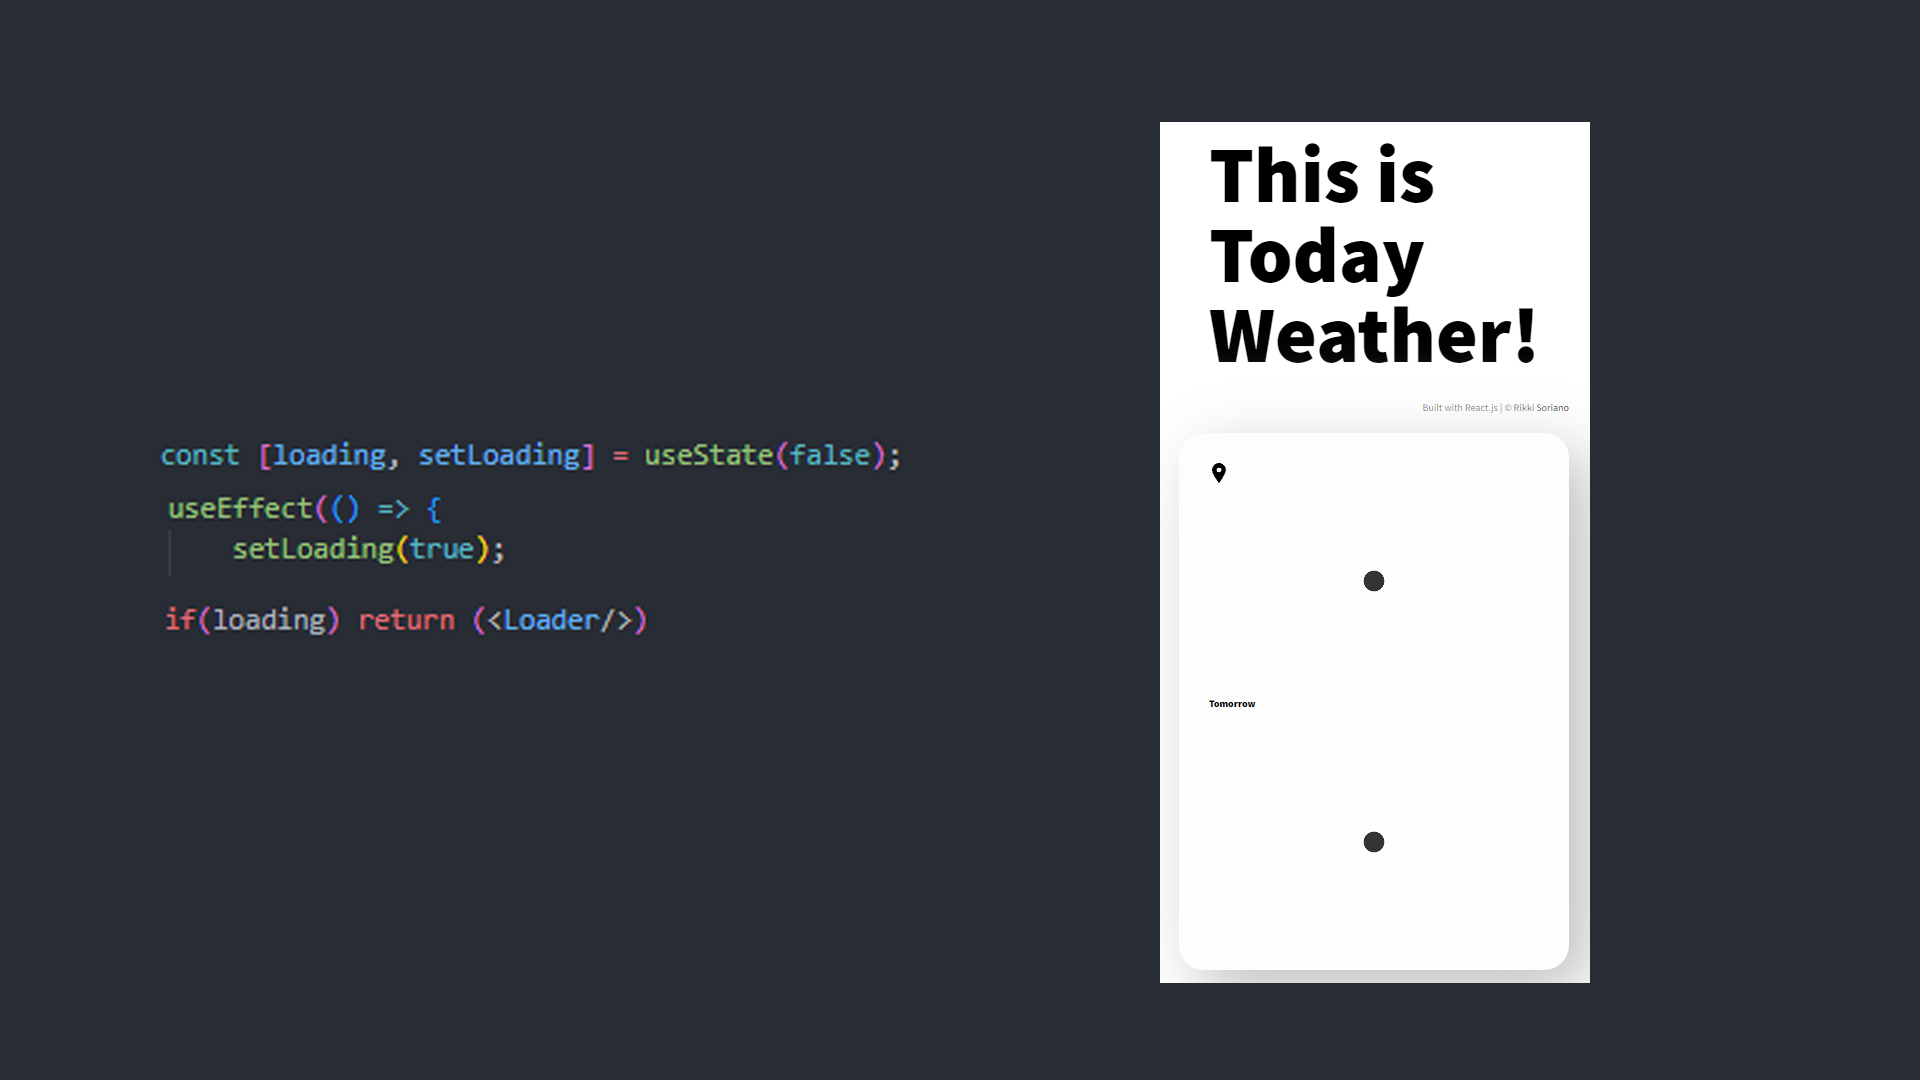 const [loading, setLoading] = useState(false);
useEffect(() => {
setLoading(true);
if(loading) return (<Loader/>)
This is
Today
Weather!
Built with React.js | © Rikki Soriano
Tomorrow